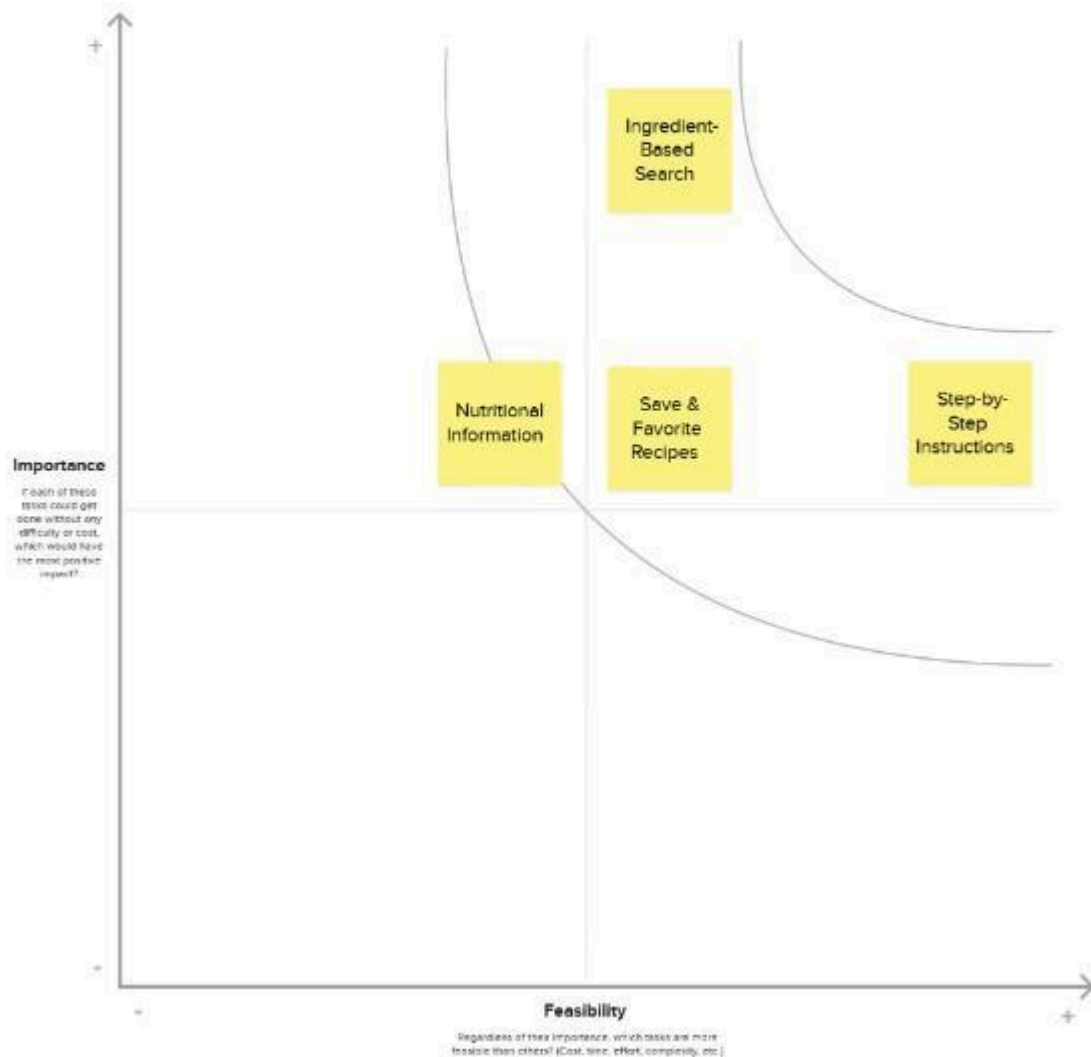 +
Ingredient-
Based
Search
Nutritional
Information
Save &
Favorite
Recipes
Step-by-
Step
Instructions
Importance
If each of these
tasks could get
done without any
difficulty or cost,
which would have
the most positive
impact?
-
-
Feasibility
+
Regardless of their importance, which tasks are more
feasible than others? (Cost, time, effort, complexity, etc.)